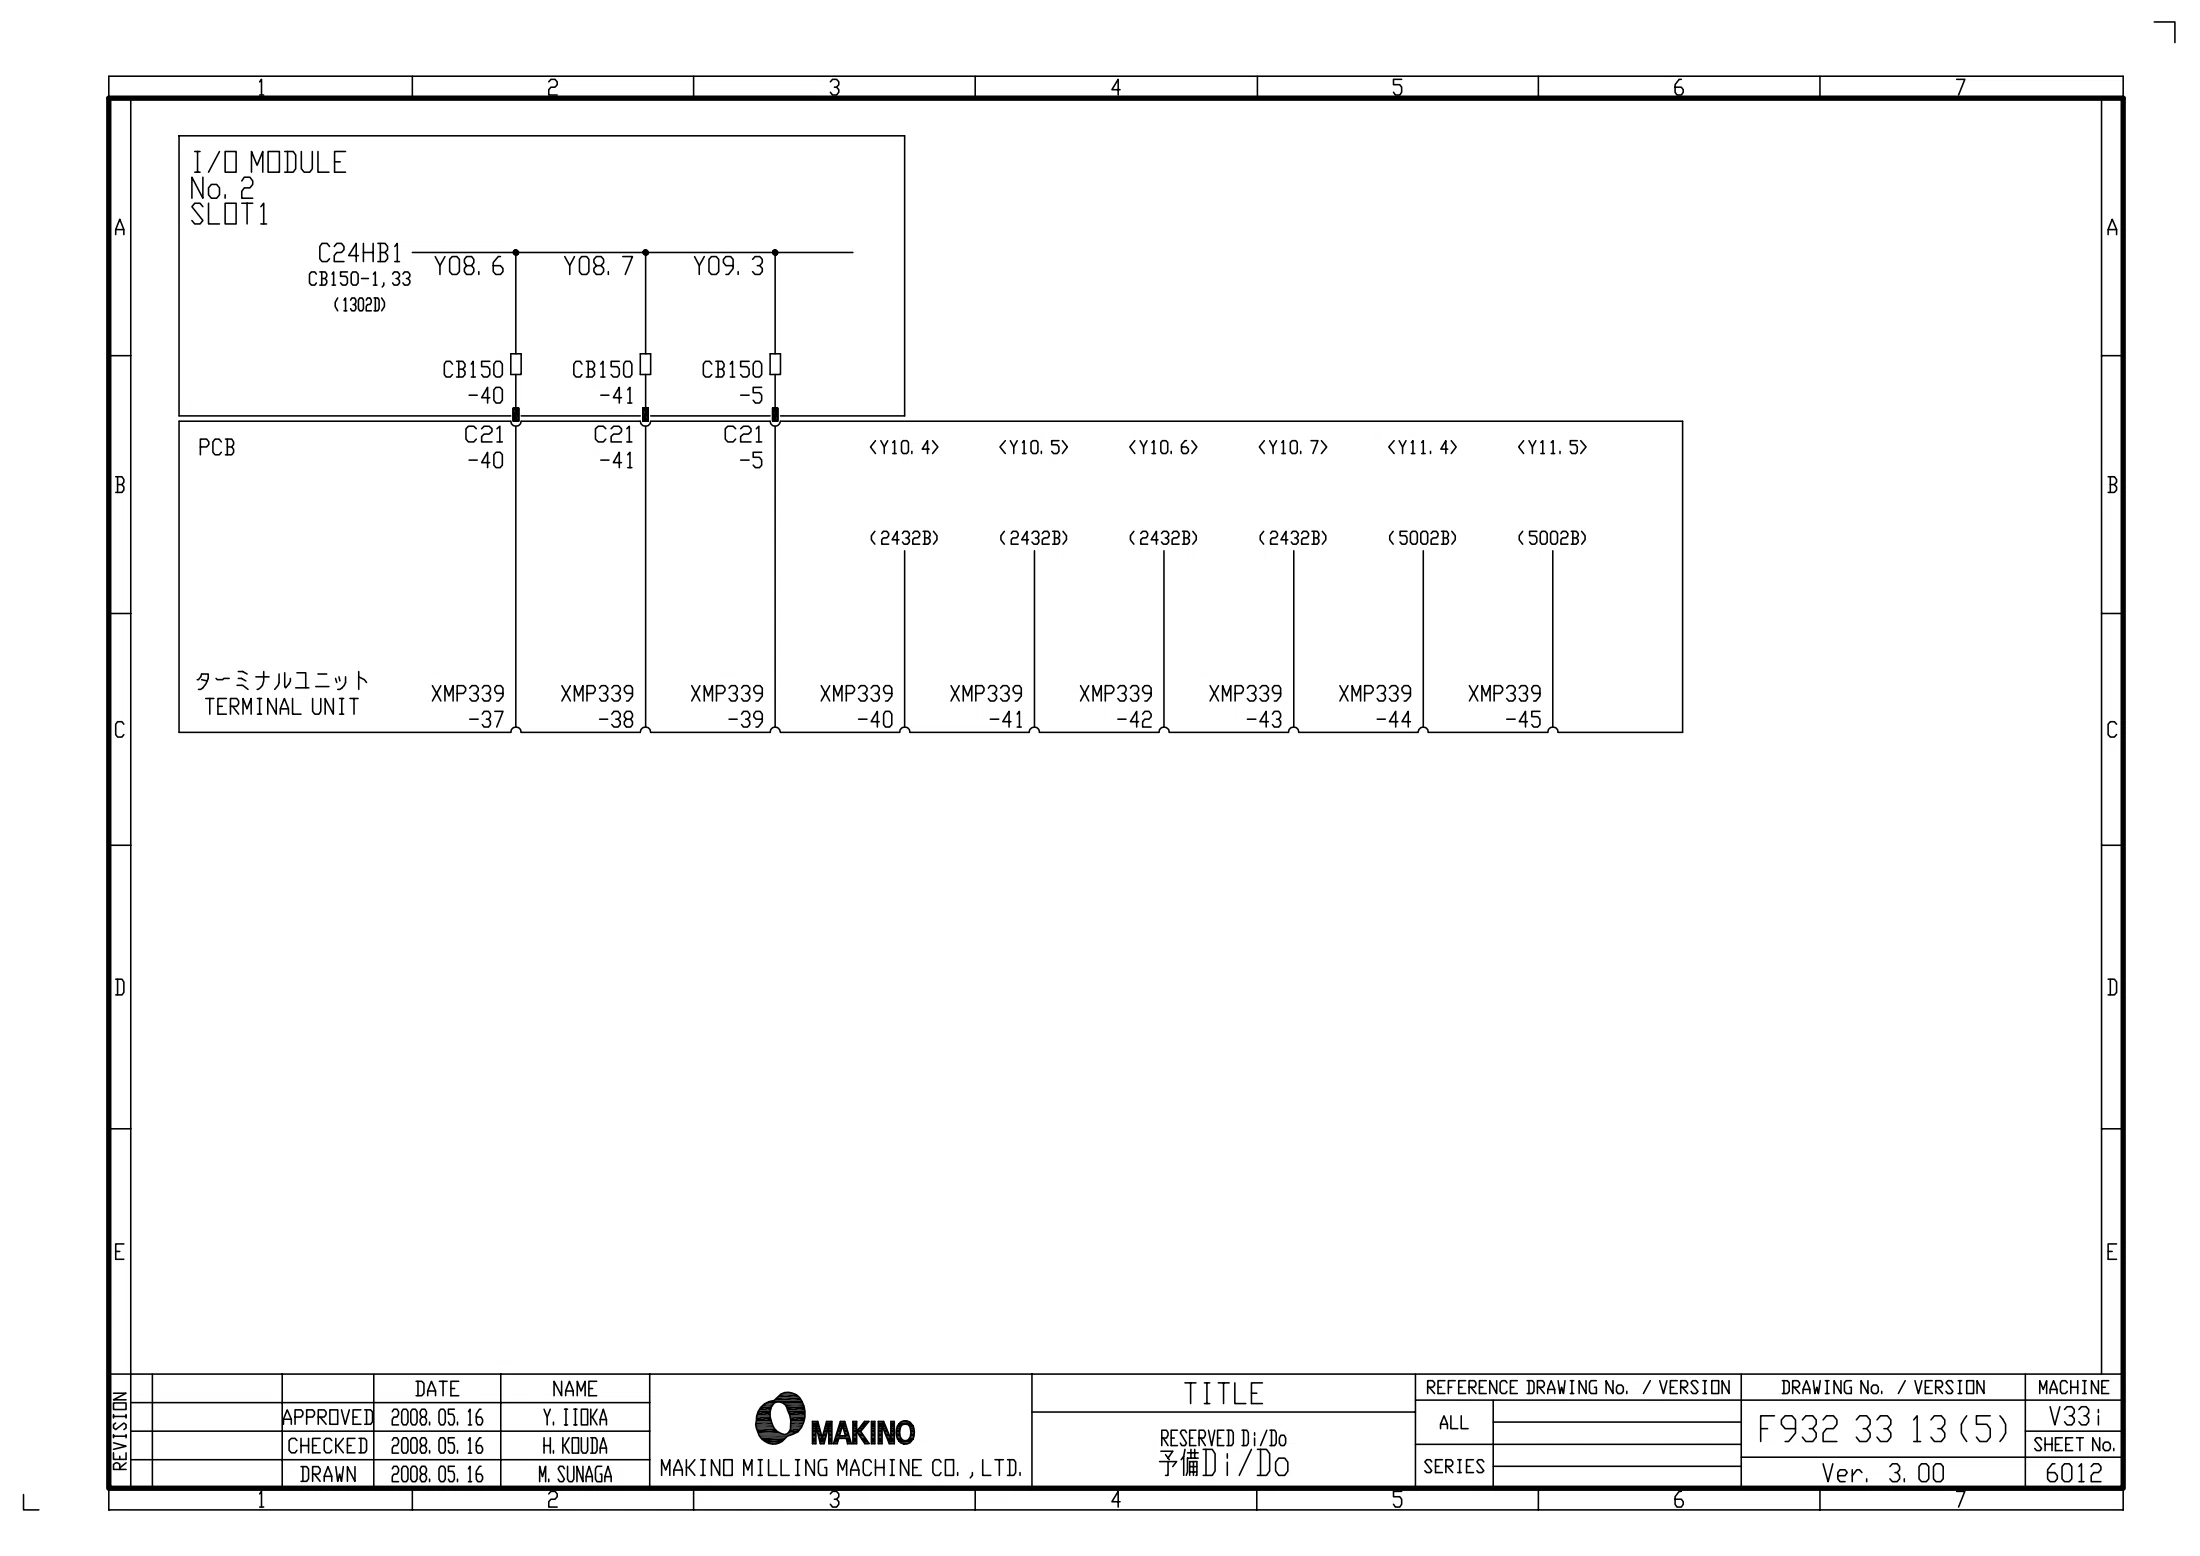 1 2 3 4 5 6 7
I/O MODULE
No. 2
SLOT1
A A
C24HB1 Y08. 6 Y08. 7 Y09. 3
CB150-1, 33
(1302D)
CB150 CB150 CB150
-40 -41 -5
PCB C21 C21 C21 <Y10. 4> <Y10. 5> <Y10. 6> <Y10. 7> <Y11. 4> <Y11. 5>
-40 -41 -5
B B
(2432B) (2432B) (2432B) (2432B) (5002B) (5002B)
ターミナルユニット XMP339 XMP339 XMP339 XMP339 XMP339 XMP339 XMP339 XMP339 XMP339
TERMINAL UNIT -37 -38 -39 -40 -41 -42 -43 -44 -45
C C
D D
E E
REVISION
DATE NAME
APPROVED 2008. 05. 16 Y. IIOKA
CHECKED 2008. 05. 16 H. KOUDA
DRAWN 2008. 05. 16 M. SUNAGA
MAKINO
MAKINO MILLING MACHINE CO. , LTD.
TITLE
RESERVED Di/Do
予備Di/Do
REFERENCE DRAWING No. / VERSION
ALL
SERIES
DRAWING No. / VERSION
F932 33 13(5)
Ver. 3. 00
MACHINE
V33i
SHEET No.
6012
1 2 3 4 5 6 7